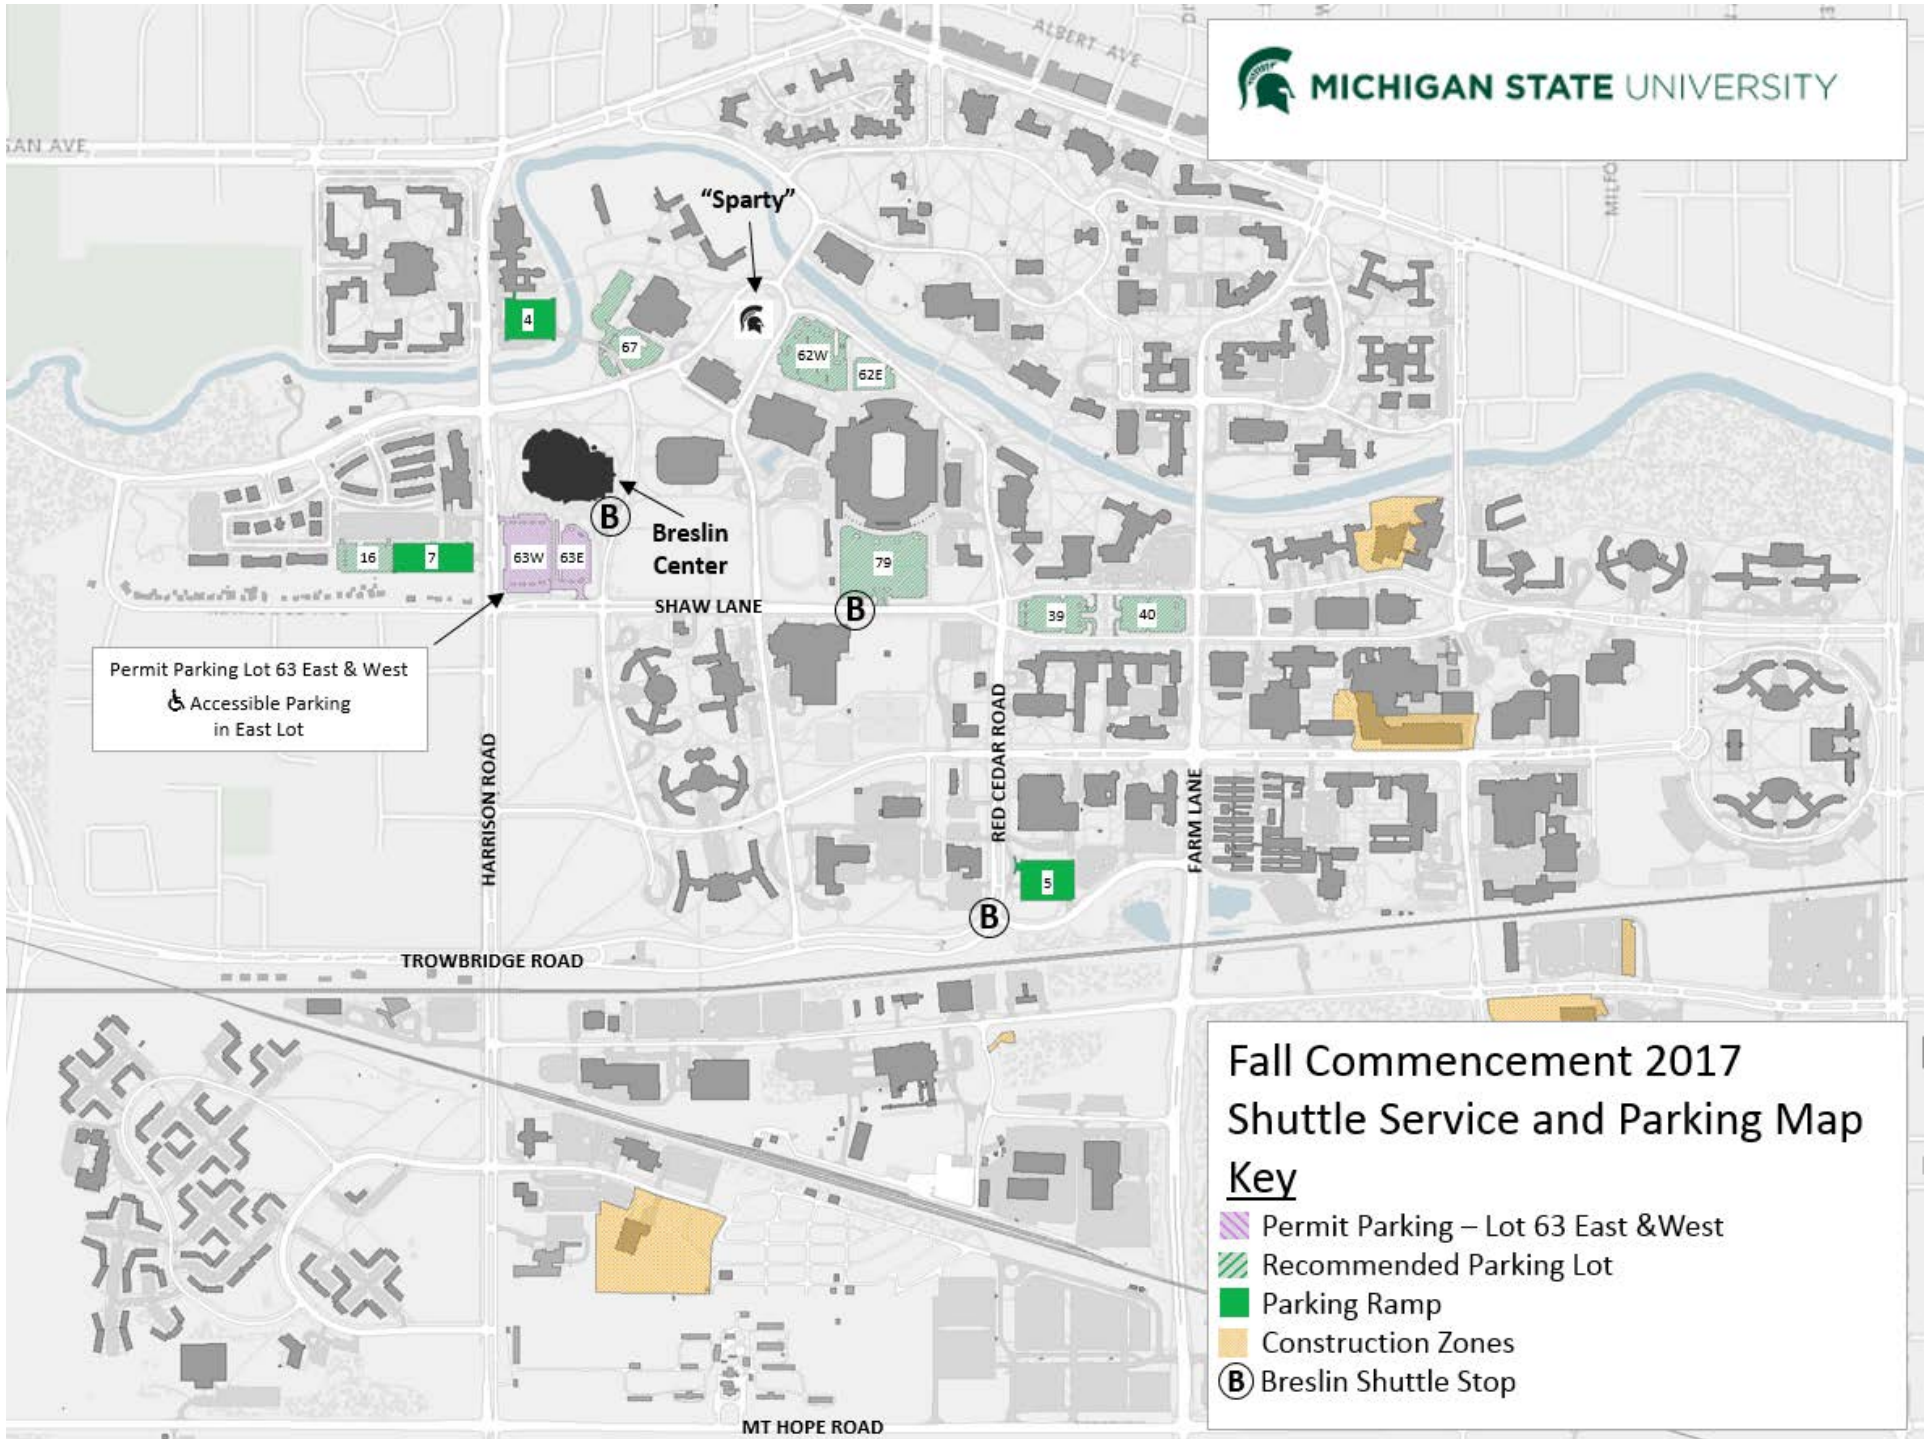 ALBERT AVE
MICHIGAN STATE UNIVERSITY
"Sparty"
4
67
62W
62E
B
Breslin
Center
16
7
63W
63E
79
SHAW LANE
B
39
40
Permit Parking Lot 63 East & West
♿ Accessible Parking
in East Lot
HARRISON ROAD
RED CEDAR ROAD
FARM LANE
5
B
TROWBRIDGE ROAD
Fall Commencement 2017
Shuttle Service and Parking Map
Key
Permit Parking – Lot 63 East &West
Recommended Parking Lot
Parking Ramp
Construction Zones
B Breslin Shuttle Stop
MT HOPE ROAD